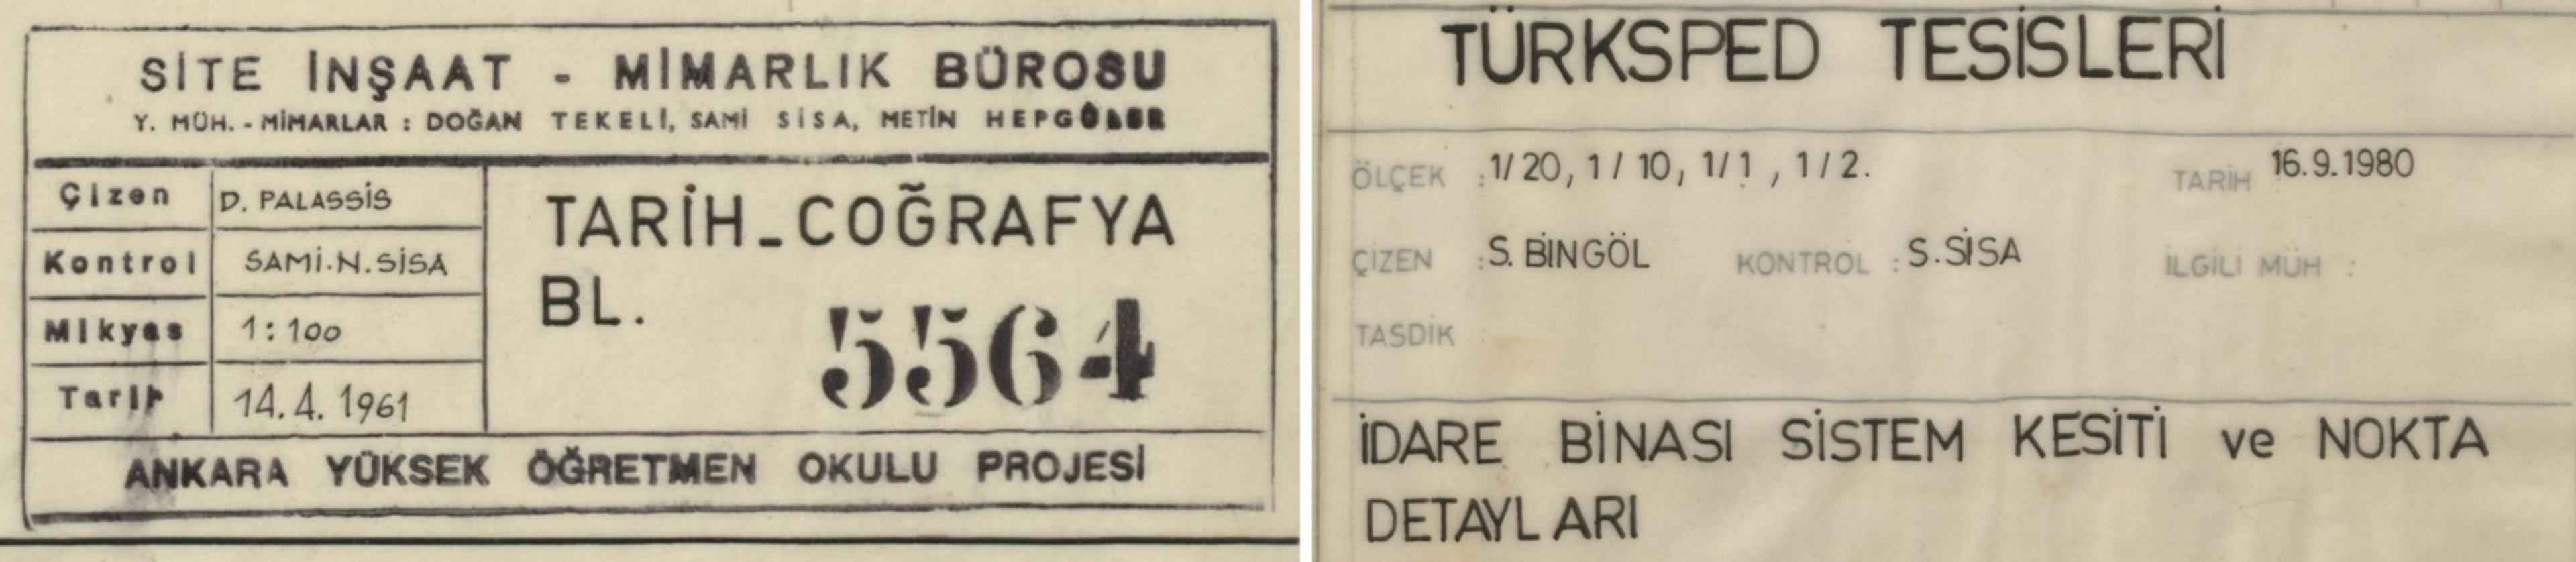 SİTE İNŞAAT - MİMARLIK BÜROSU
Y. MÜH. - MİMARLAR : DOĞAN TEKELİ, SAMİ SİSA, METİN HEPGÜLER
Çizen D. PALASSİS
Kontrol SAMİ.N.SİSA
Mikyas 1:100
Tarih 14.4.1961
TARİH-COĞRAFYA
BL.
5564
ANKARA YÜKSEK ÖĞRETMEN OKULU PROJESİ
TÜRKSPED TESİSLERİ
ÖLÇEK : 1/20, 1/10, 1/1, 1/2. TARİH 16.9.1980
ÇİZEN : S. BİNGÖL KONTROL : S.SİSA İLGİLİ MÜH :
TASDİK :
İDARE BİNASI SİSTEM KESİTİ ve NOKTA
DETAYLARI